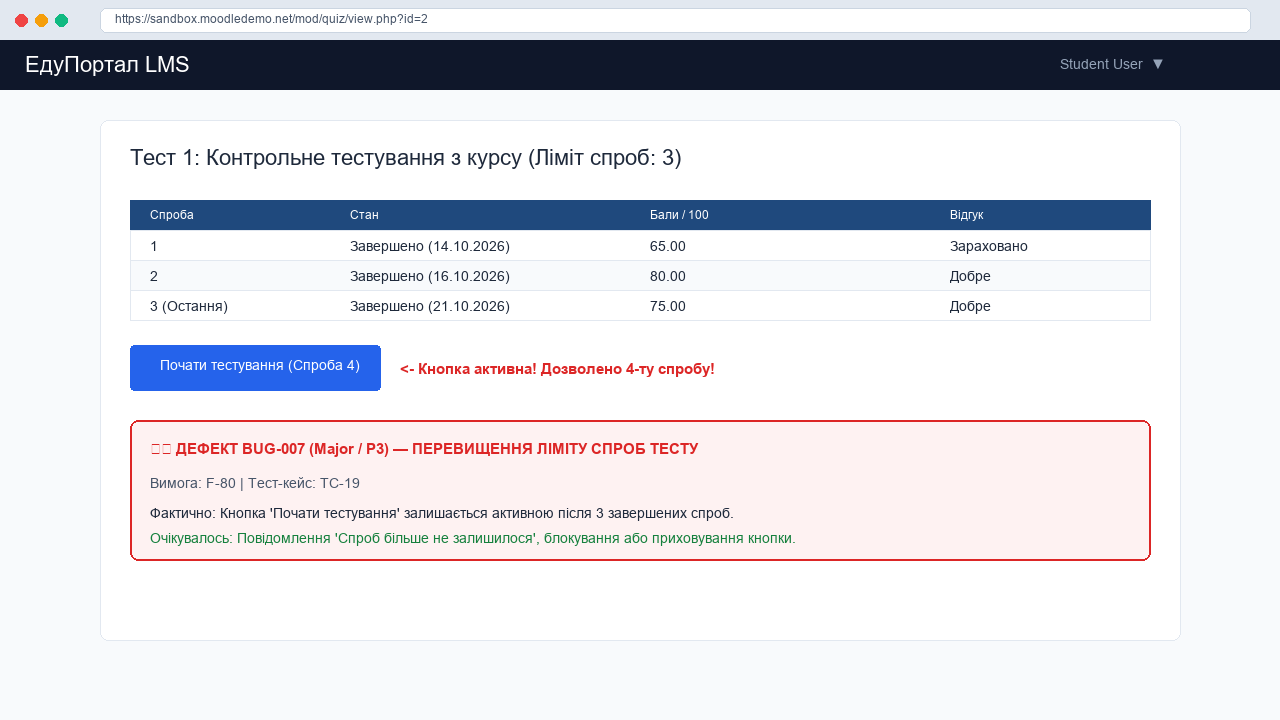 https://sandbox.moodledemo.net/mod/quiz/view.php?id=2
ЕдуПортал LMS
Student User ▼
Тест 1: Контрольне тестування з курсу (Ліміт спроб: 3)
Спроба Стан Бали / 100 Відгук
1 Завершено (14.10.2026) 65.00 Зараховано
2 Завершено (16.10.2026) 80.00 Добре
3 (Остання) Завершено (21.10.2026) 75.00 Добре
Почати тестування (Спроба 4)
<- Кнопка активна! Дозволено 4-ту спробу!
ДЕФЕКТ BUG-007 (Major / P3) — ПЕРЕВИЩЕННЯ ЛІМІТУ СПРОБ ТЕСТУ
Вимога: F-80 | Тест-кейс: TC-19
Фактично: Кнопка 'Почати тестування' залишається активною після 3 завершених спроб.
Очікувалось: Повідомлення 'Спроб більше не залишилося', блокування або приховування кнопки.